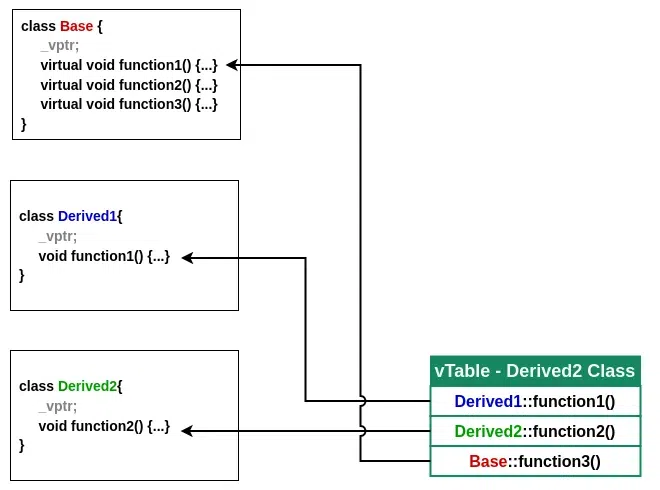 class Base {
_vptr;
virtual void function1() {...}
virtual void function2() {...}
virtual void function3() {...}
}
class Derived1{
_vptr;
void function1() {...}
}
class Derived2{
_vptr;
void function2() {...}
}
vTable - Derived2 Class
Derived1::function1()
Derived2::function2()
Base::function3()